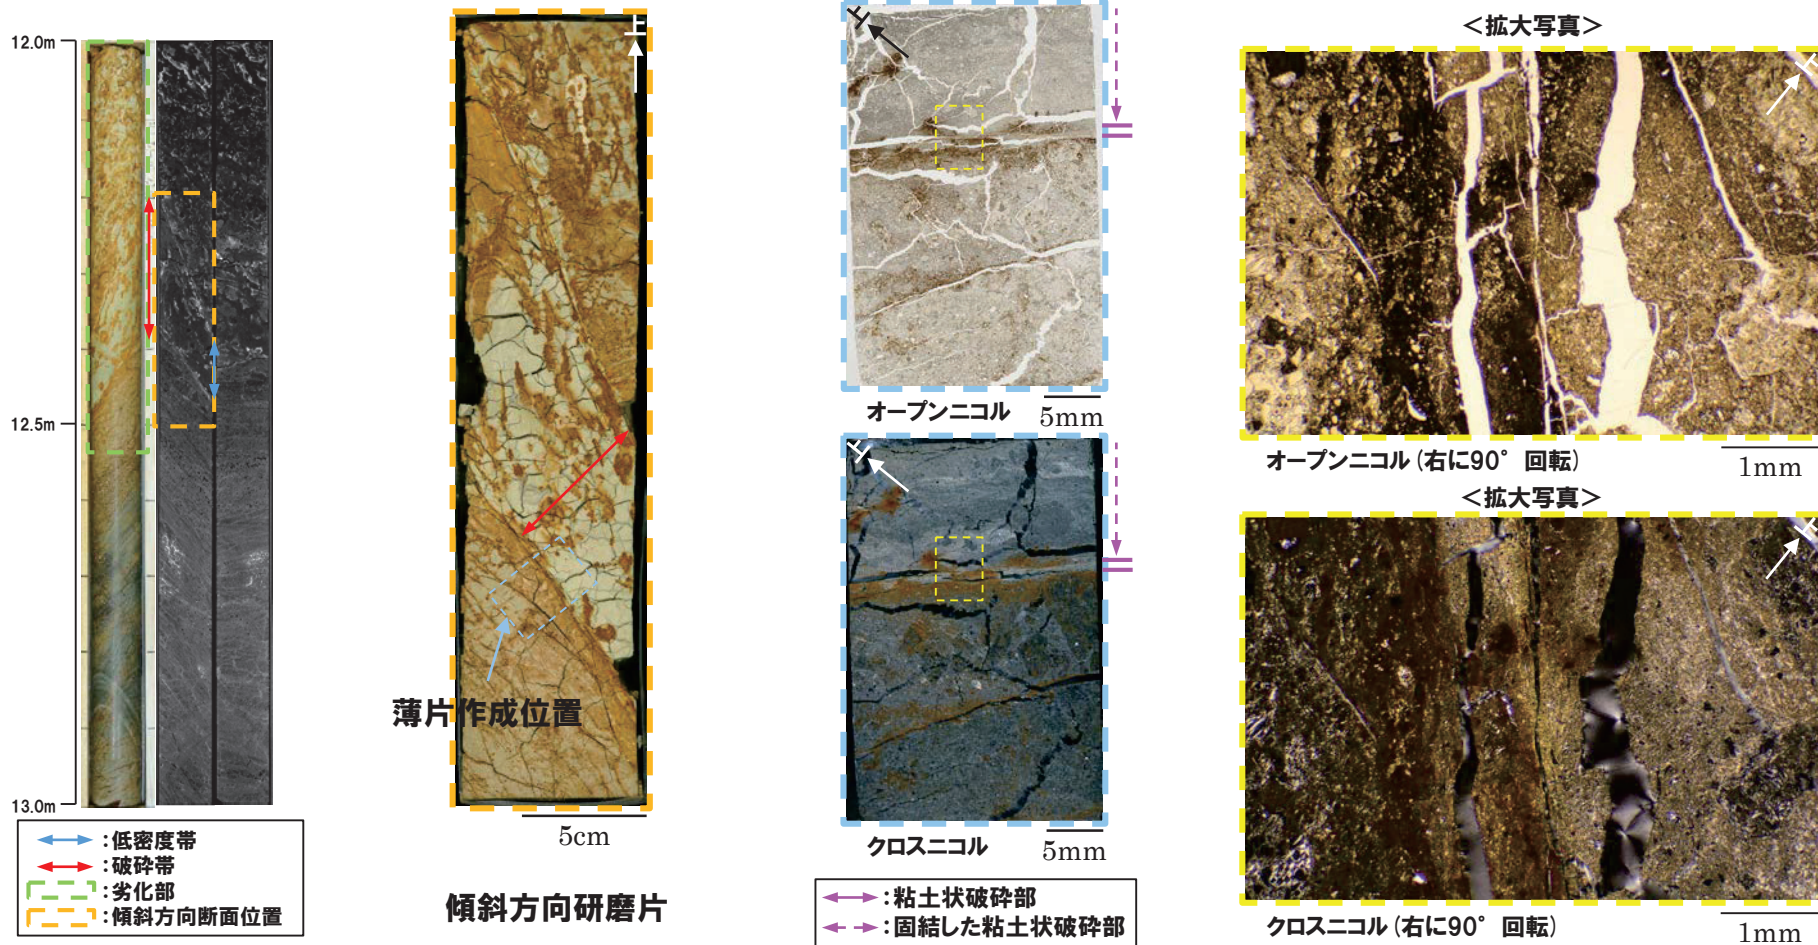 12.0m
12.5m
13.0m
:低密度帯
:破砕帯
:劣化部
:傾斜方向断面位置
上
薄片作成位置
5cm
傾斜方向研磨片
上
オープンニコル
5mm
上
クロスニコル
5mm
:粘土状破砕部
:固結した粘土状破砕部
<拡大写真>
上
オープンニコル(右に90° 回転)
1mm
<拡大写真>
上
クロスニコル(右に90° 回転)
1mm